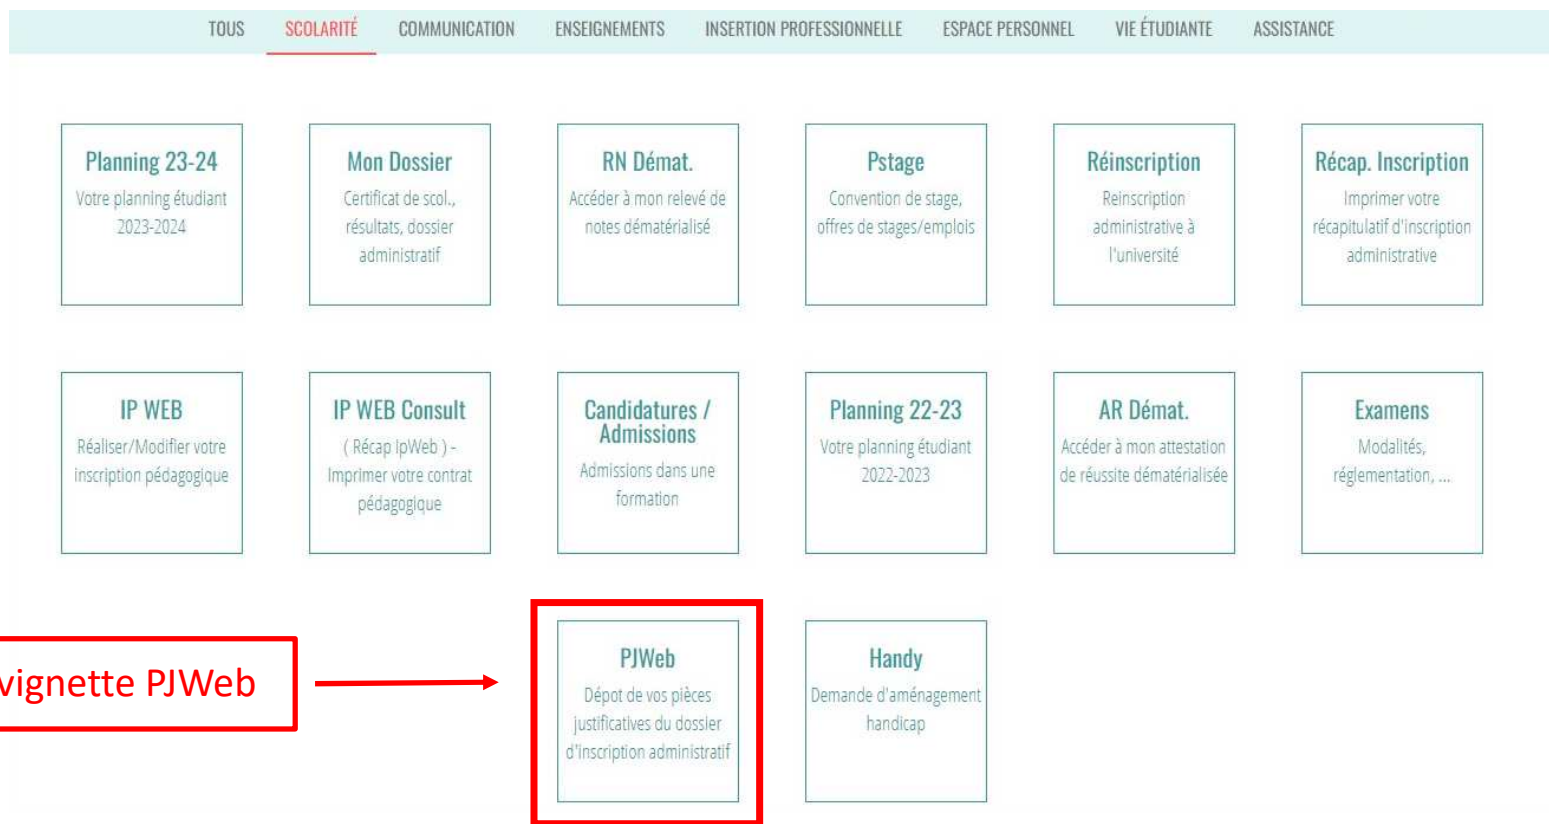 TOUS SCOLARITÉ COMMUNICATION ENSEIGNEMENTS INSERTION PROFESSIONNELLE ESPACE PERSONNEL VIE ÉTUDIANTE ASSISTANCE
Planning 23-24
Votre planning étudiant
2023-2024
Mon Dossier
Certificat de scol.,
résultats, dossier
administratif
RN Démat.
Accéder à mon relevé de
notes dématérialisé
Pstage
Convention de stage,
offres de stages/emplois
Réinscription
Reinscription
administrative à
l'université
Récap. Inscription
Imprimer votre
récapitulatif d'inscription
administrative
IP WEB
Réaliser/Modifier votre
inscription pédagogique
IP WEB Consult
( Récap IpWeb ) -
Imprimer votre contrat
pédagogique
Candidatures /
Admissions
Admissions dans une
formation
Planning 22-23
Votre planning étudiant
2022-2023
AR Démat.
Accéder à mon attestation
de réussite dématérialisée
Examens
Modalités,
réglementation, ...
vignette PJWeb
PJWeb
Dépot de vos pièces
justificatives du dossier
d'inscription administratif
Handy
Demande d'aménagement
handicap